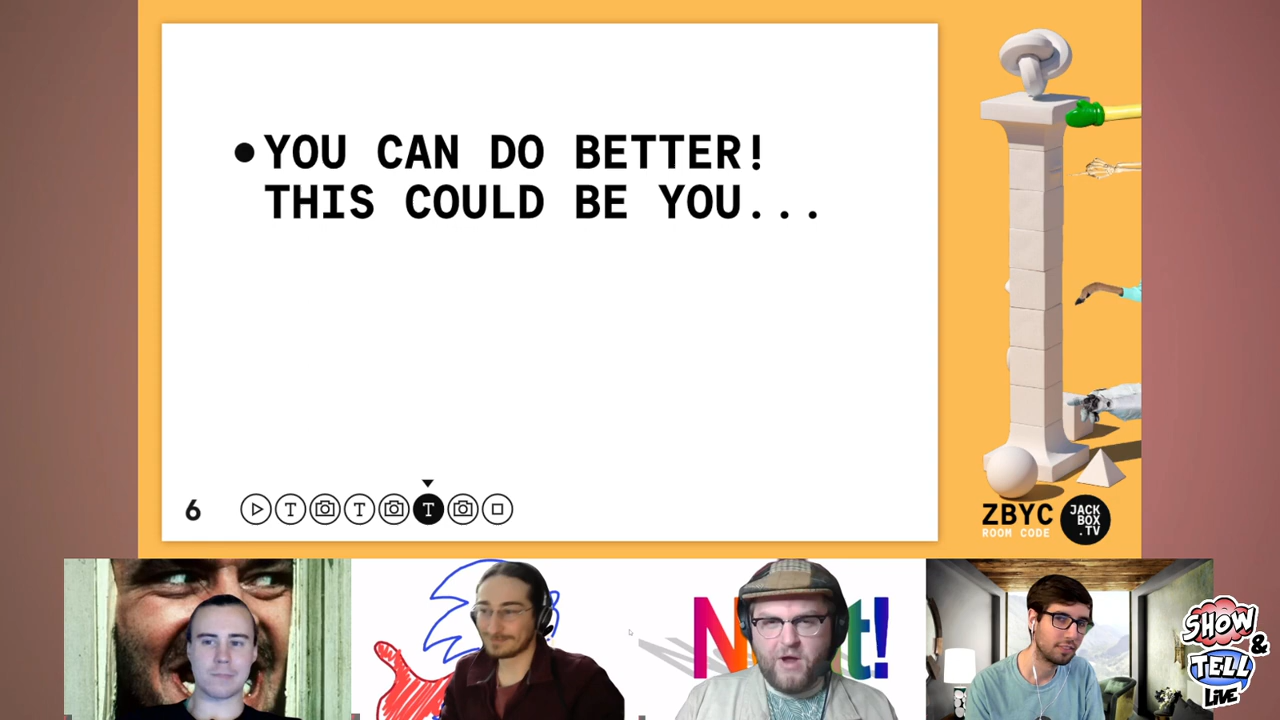 ●YOU CAN DO BETTER!
THIS COULD BE YOU...
6
T
T
T
ZBYC
ROOM CODE
JACK
BOX
.TV
SHOW
&
TELL
LIVE